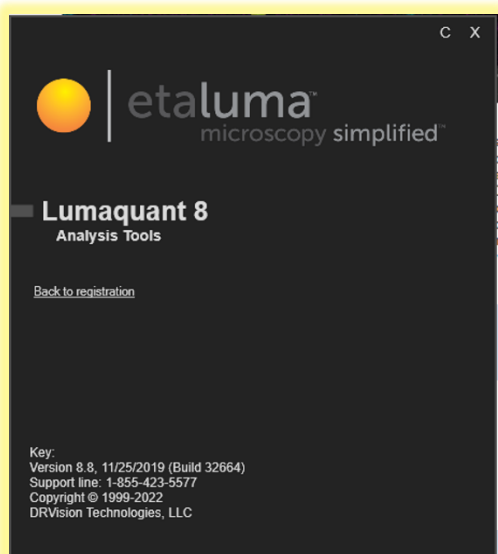 C X
etaluma™
microscopy simplified™
Lumaquant 8
Analysis Tools
Back to registration
Key:
Version 8.8, 11/25/2019 (Build 32664)
Support line: 1-855-423-5577
Copyright © 1999-2022
DRVision Technologies, LLC